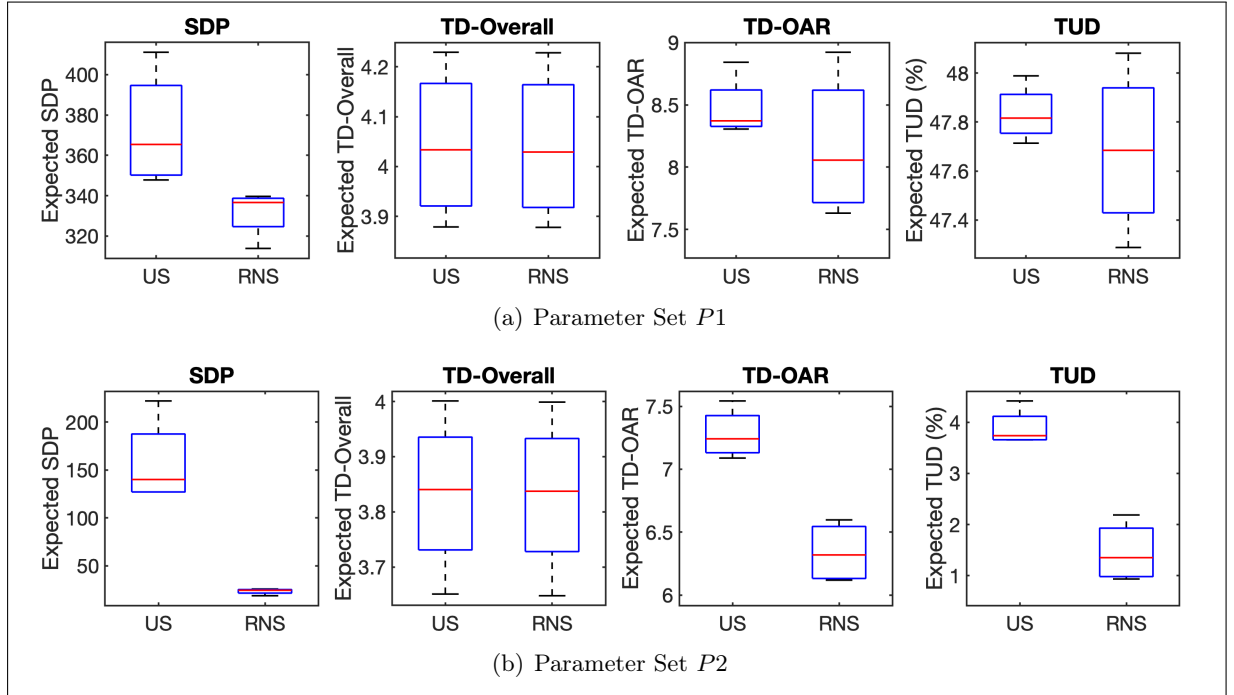 SDP TD-Overall TD-OAR TUD
Expected SDP
400
380
360
340
320
US RNS
Expected TD-Overall
4.2
4.1
4
3.9
US RNS
Expected TD-OAR
9
8.5
8
7.5
US RNS
Expected TUD (%)
48
47.8
47.6
47.4
US RNS
(a) Parameter Set P1
SDP TD-Overall TD-OAR TUD
Expected SDP
200
150
100
50
US RNS
Expected TD-Overall
4
3.9
3.8
3.7
US RNS
Expected TD-OAR
7.5
7
6.5
6
US RNS
Expected TUD (%)
4
3
2
1
US RNS
(b) Parameter Set P2